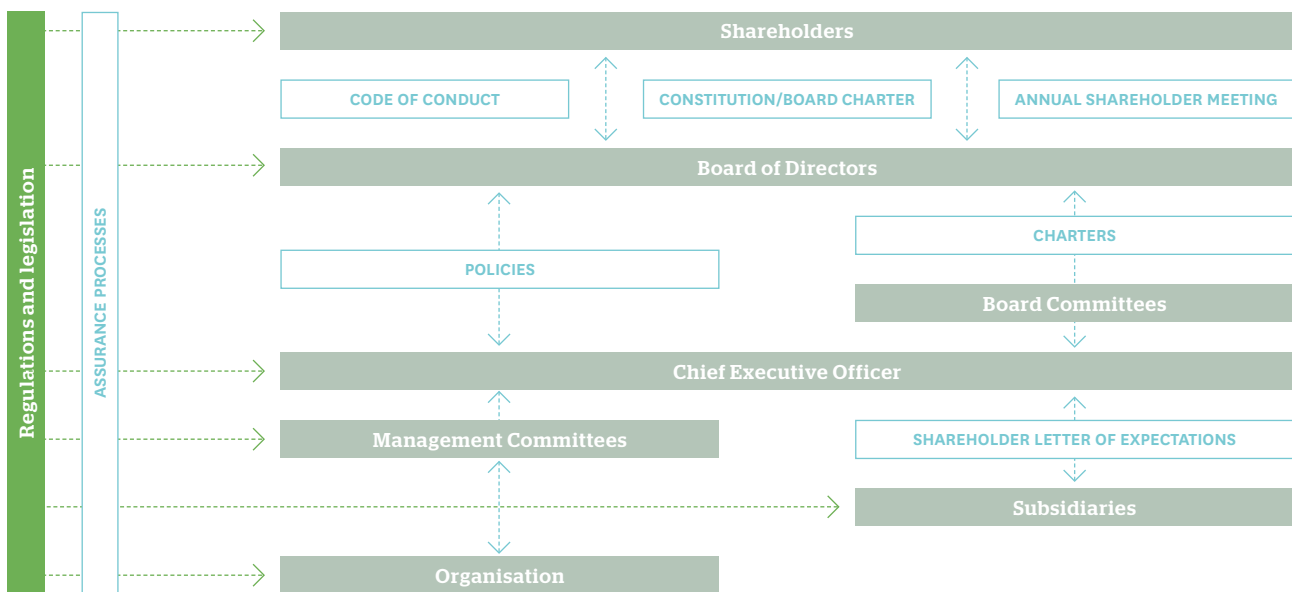 Regulations and legislation
ASSURANCE PROCESSES
Shareholders
CODE OF CONDUCT
CONSTITUTION/BOARD CHARTER
ANNUAL SHAREHOLDER MEETING
Board of Directors
CHARTERS
POLICIES
Board Committees
Chief Executive Officer
Management Committees
SHAREHOLDER LETTER OF EXPECTATIONS
Subsidiaries
Organisation